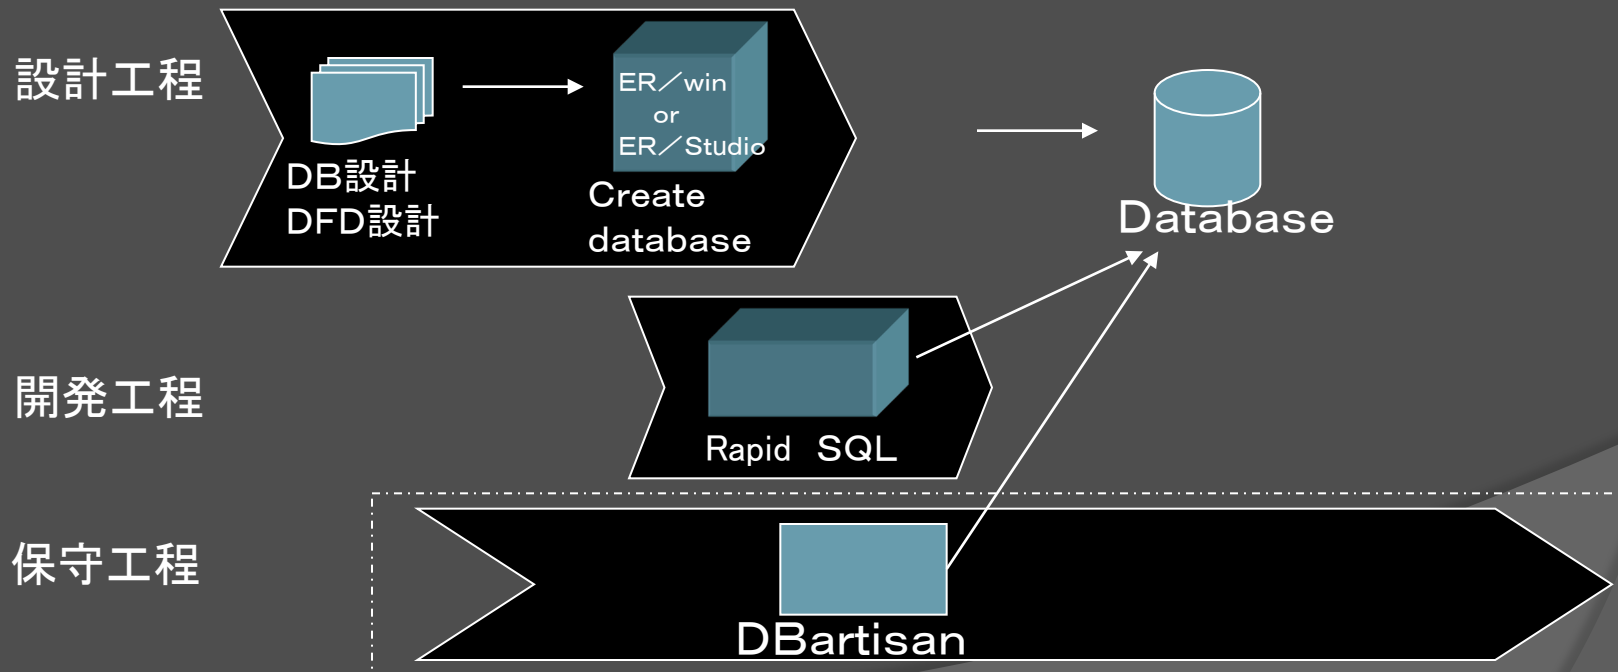 設計工程
DB設計
DFD設計
ER／win
or
ER／Studio
Create
database
Database
開発工程
Rapid SQL
保守工程
DBartisan